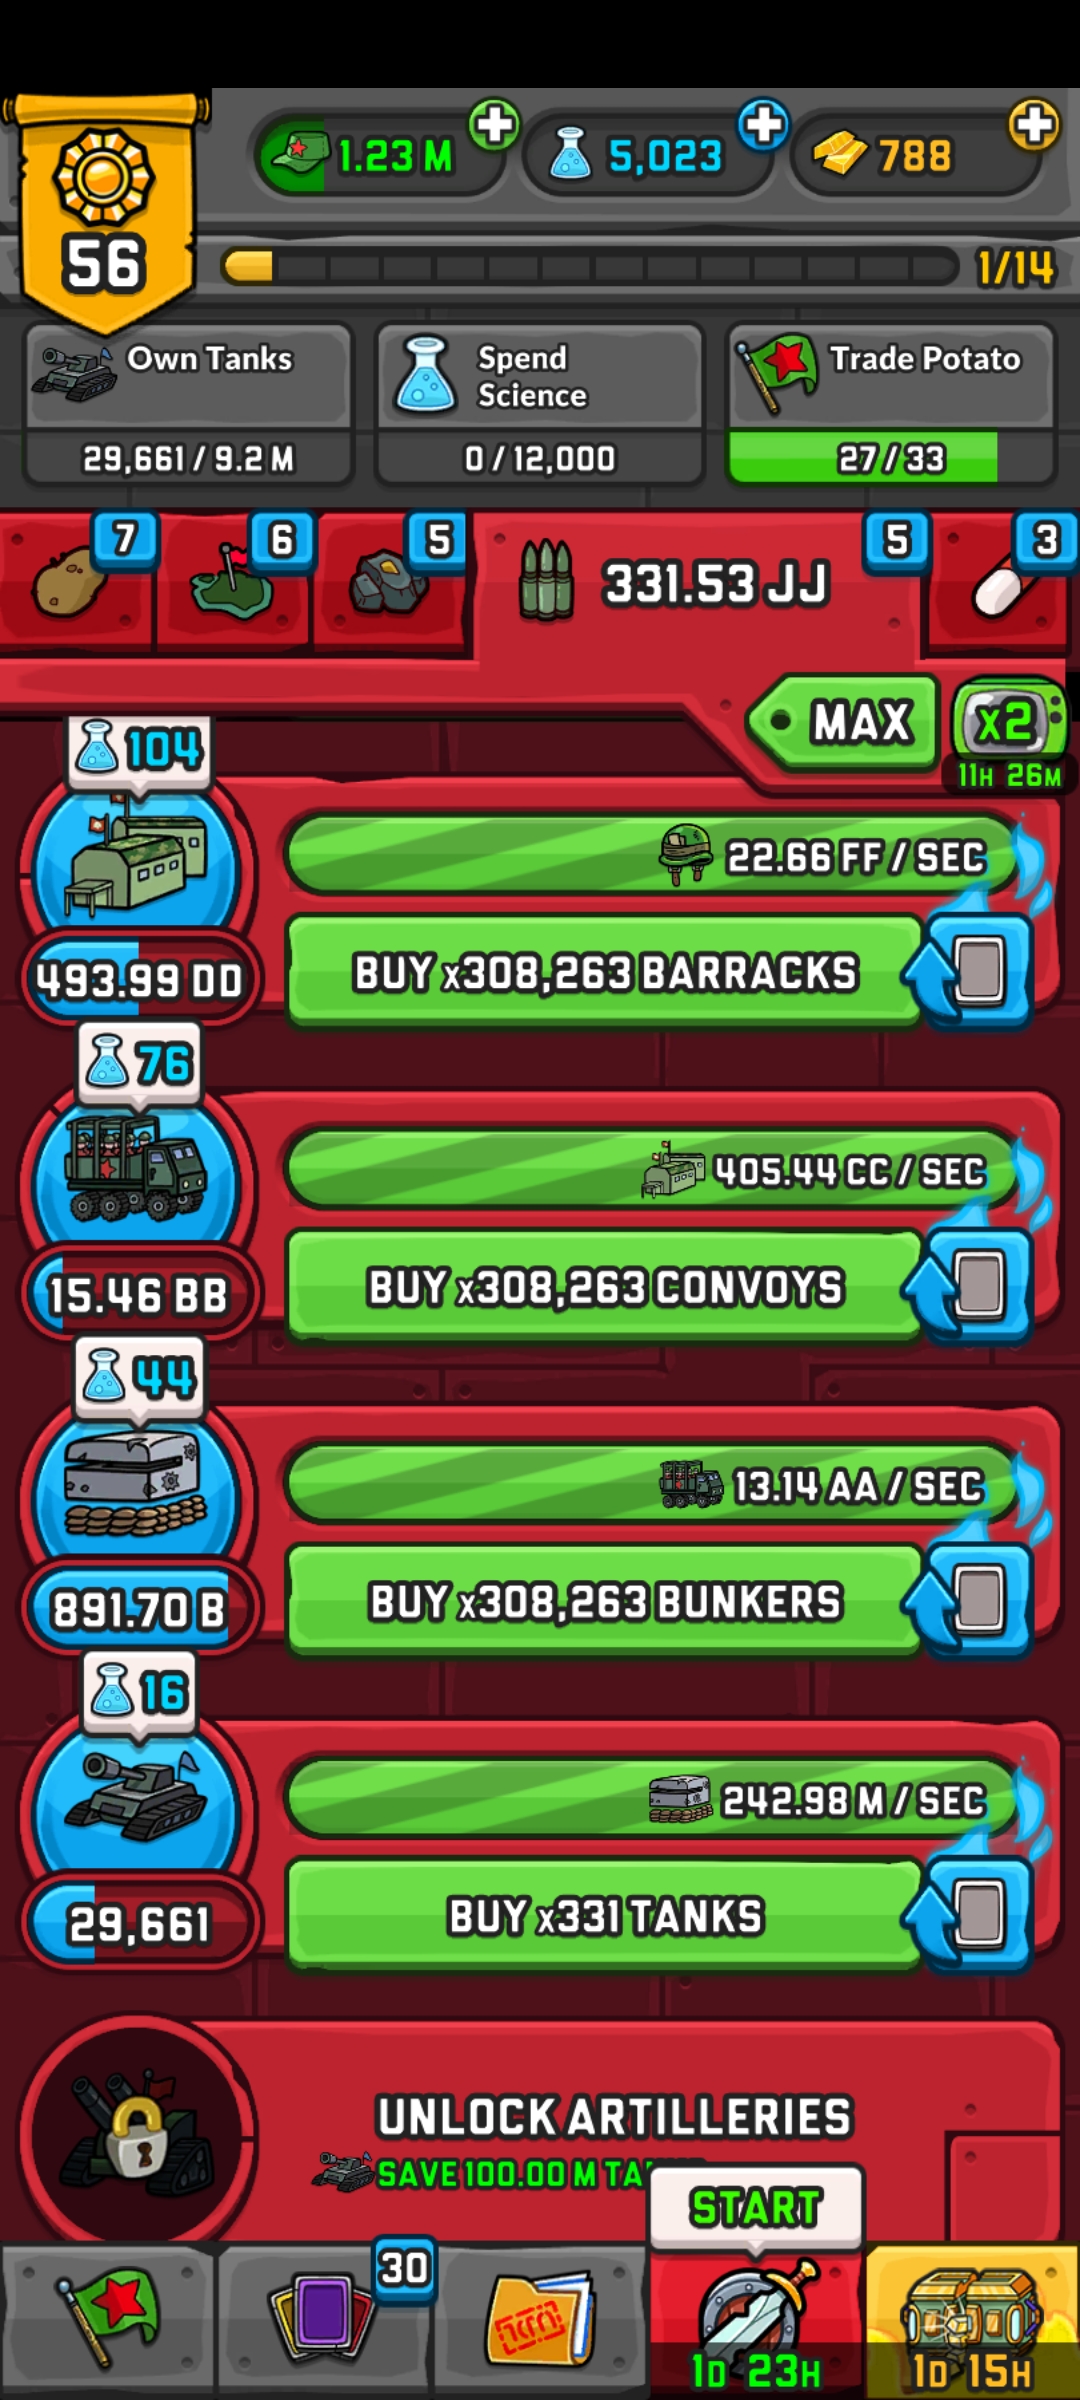 56
1.23 M
5,023
788
1/14
Own Tanks
29,661 / 9.2 M
Spend
Science
0 / 12,000
Trade Potato
27 / 33
7
6
5
331.53 JJ
5
3
MAX
x2
11H 26M
104
22.66 FF / SEC
493.99 DD
BUY x308,263 BARRACKS
76
405.44 CC / SEC
15.46 BB
BUY x308,263 CONVOYS
44
13.14 AA / SEC
891.70 B
BUY x308,263 BUNKERS
16
242.98 M / SEC
29,661
BUY x331 TANKS
UNLOCK ARTILLERIES
SAVE 100.00 M
START
30
1D 23H
1D 15H